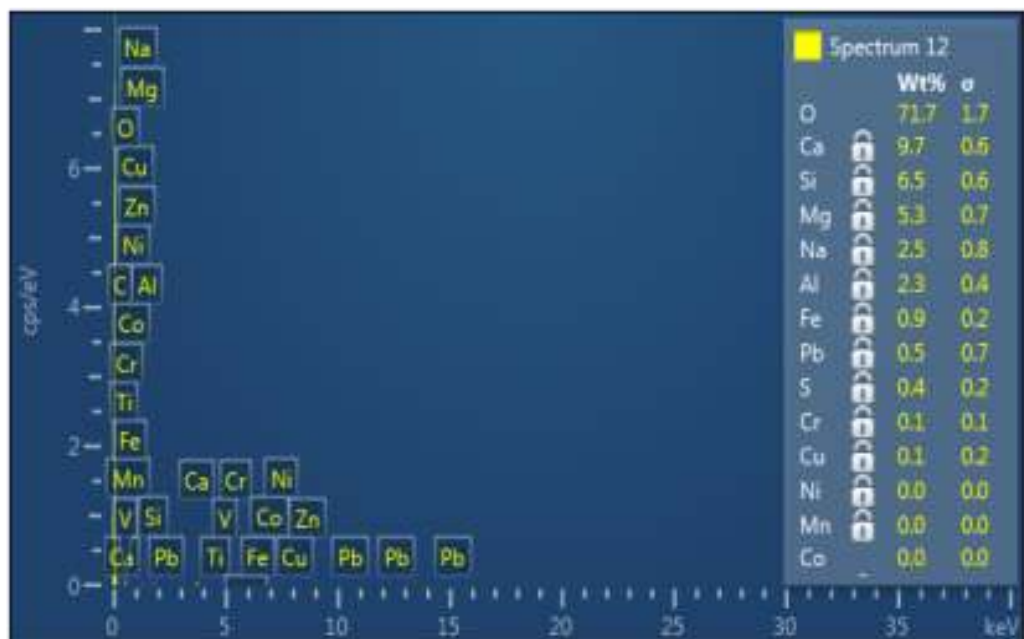 Spectrum 12
Wt% σ
O 71.7 1.7
Ca 9.7 0.6
Si 6.5 0.6
Mg 5.3 0.7
Na 2.5 0.8
Al 2.3 0.4
Fe 0.9 0.2
Pb 0.5 0.7
S 0.4 0.2
Cr 0.1 0.1
Cu 0.1 0.2
Ni 0.0 0.0
Mn 0.0 0.0
Co 0.0 0.0
cps/eV
Na
Mg
O
6 Cu
Zn
Ni
C Al
4 Co
Cr
Ti
2 Fe
Mn Ca Cr Ni
V Si V Co Zn
Ca Pb Ti Fe Cu Pb Pb Pb
0
0 5 10 15 20 25 30 35 keV